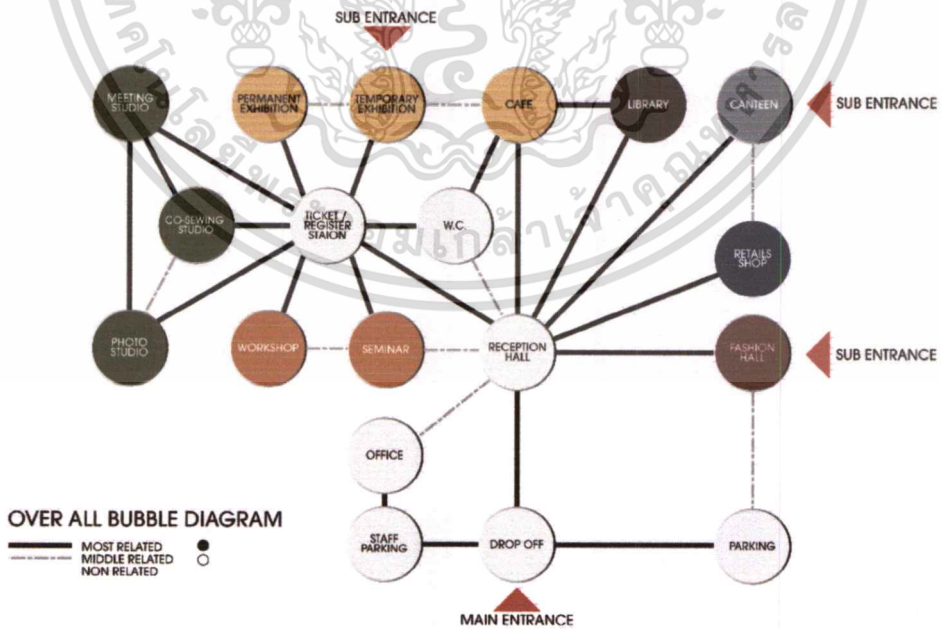 SUB ENTRANCE
MEETING
STUDIO
PERMANENT
EXHIBITION
TEMPORARY
EXHIBITION
CAFE
LIBRARY
CANTEEN
SUB ENTRANCE
CO-SEWING
STUDIO
TICKET/
REGISTER
STAION
W.C.
RETAILS
SHOP
PHOTO
STUDIO
WORKSHOP
SEMINAR
RECEPTION
HALL
FASHION
HALL
SUB ENTRANCE
OFFICE
STAFF
PARKING
DROP OFF
PARKING
MAIN ENTRANCE
OVER ALL BUBBLE DIAGRAM
MOST RELATED
MIDDLE RELATED
NON RELATED